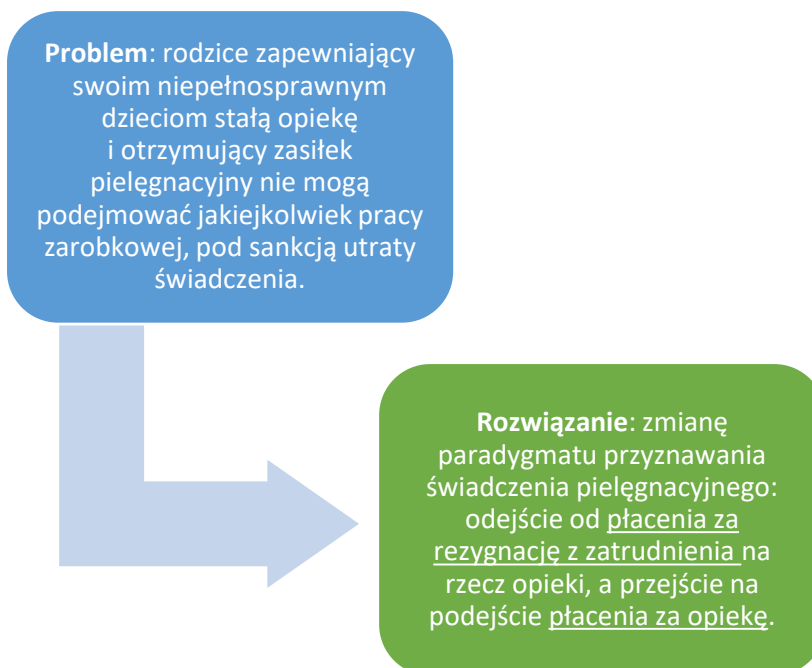 Problem: rodzice zapewniający
swoim niepełnosprawnym
dzieciom stałą opiekę
i otrzymujący zasiłek
pielęgnacyjny nie mogą
podejmować jakiejkolwiek pracy
zarobkowej, pod sankcją utraty
świadczenia.
Rozwiązanie: zmianę
paradygmatu przyznawania
świadczenia pielęgnacyjnego:
odejście od płacenia za
rezygnację z zatrudnienia na
rzecz opieki, a przejście na
podejście płacenia za opiekę.